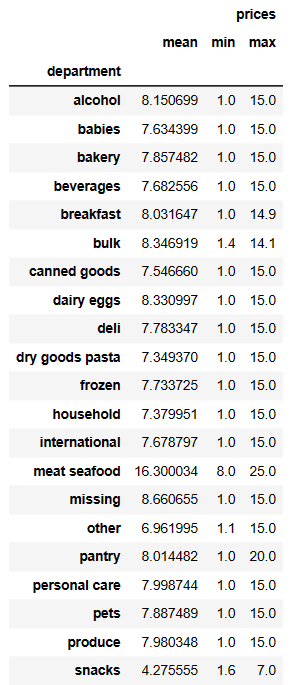 prices
mean min max
department
alcohol 8.150699 1.0 15.0
babies 7.634399 1.0 15.0
bakery 7.857482 1.0 15.0
beverages 7.682556 1.0 15.0
breakfast 8.031647 1.0 14.9
bulk 8.346919 1.4 14.1
canned goods 7.546660 1.0 15.0
dairy eggs 8.330997 1.0 15.0
deli 7.783347 1.0 15.0
dry goods pasta 7.349370 1.0 15.0
frozen 7.733725 1.0 15.0
household 7.379951 1.0 15.0
international 7.678797 1.0 15.0
meat seafood 16.300034 8.0 25.0
missing 8.660655 1.0 15.0
other 6.961995 1.1 15.0
pantry 8.014482 1.0 20.0
personal care 7.998744 1.0 15.0
pets 7.887489 1.0 15.0
produce 7.980348 1.0 15.0
snacks 4.275555 1.6 7.0